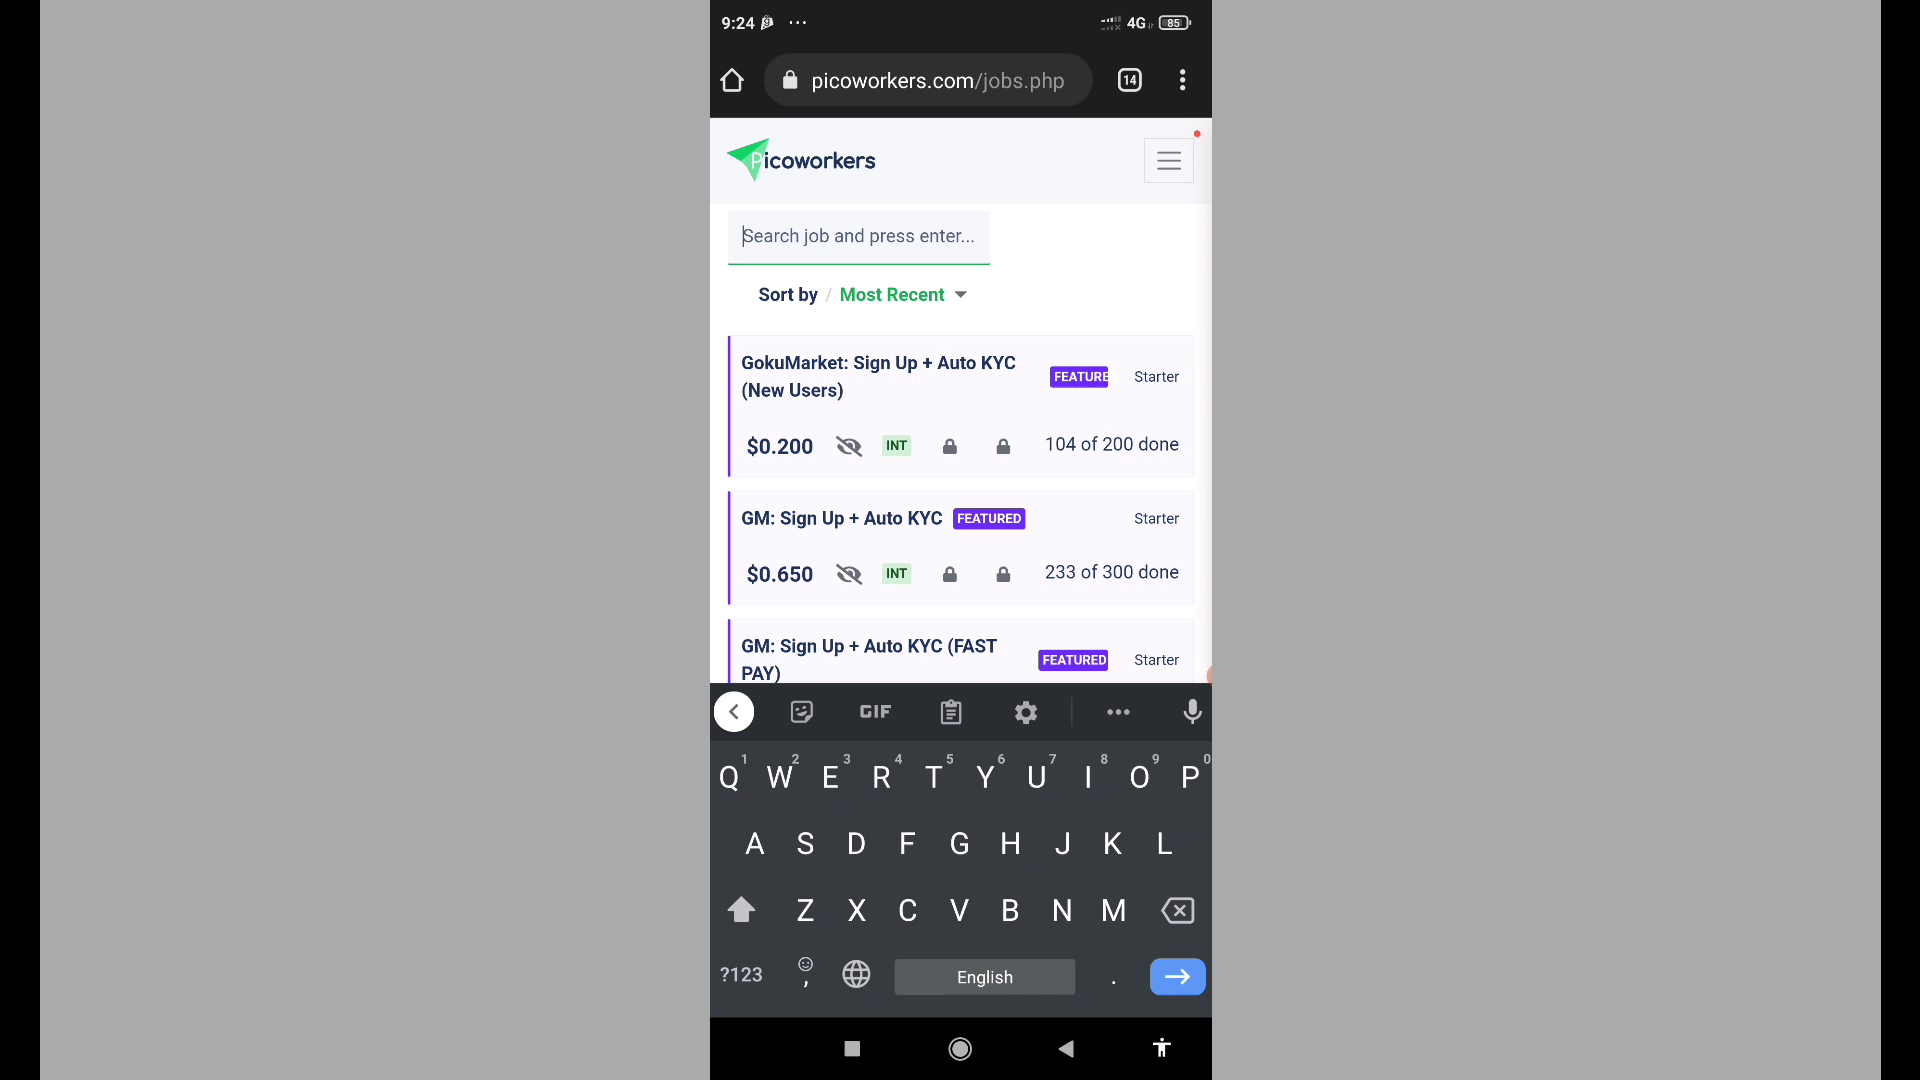 9:24 ...
4G 85
picoworkers.com/jobs.php 14
Picoworkers
Search job and press enter...
Sort by / Most Recent
GokuMarket: Sign Up + Auto KYC
(New Users)
FEATURE Starter
$0.200 INT 104 of 200 done
GM: Sign Up + Auto KYC FEATURED Starter
$0.650 INT 233 of 300 done
GM: Sign Up + Auto KYC (FAST
PAY)
FEATURED Starter
GIF
1 2 3 4 5 6 7 8 9 0
Q W E R T Y U I O P
A S D F G H J K L
Z X C V B N M
?123 , English .